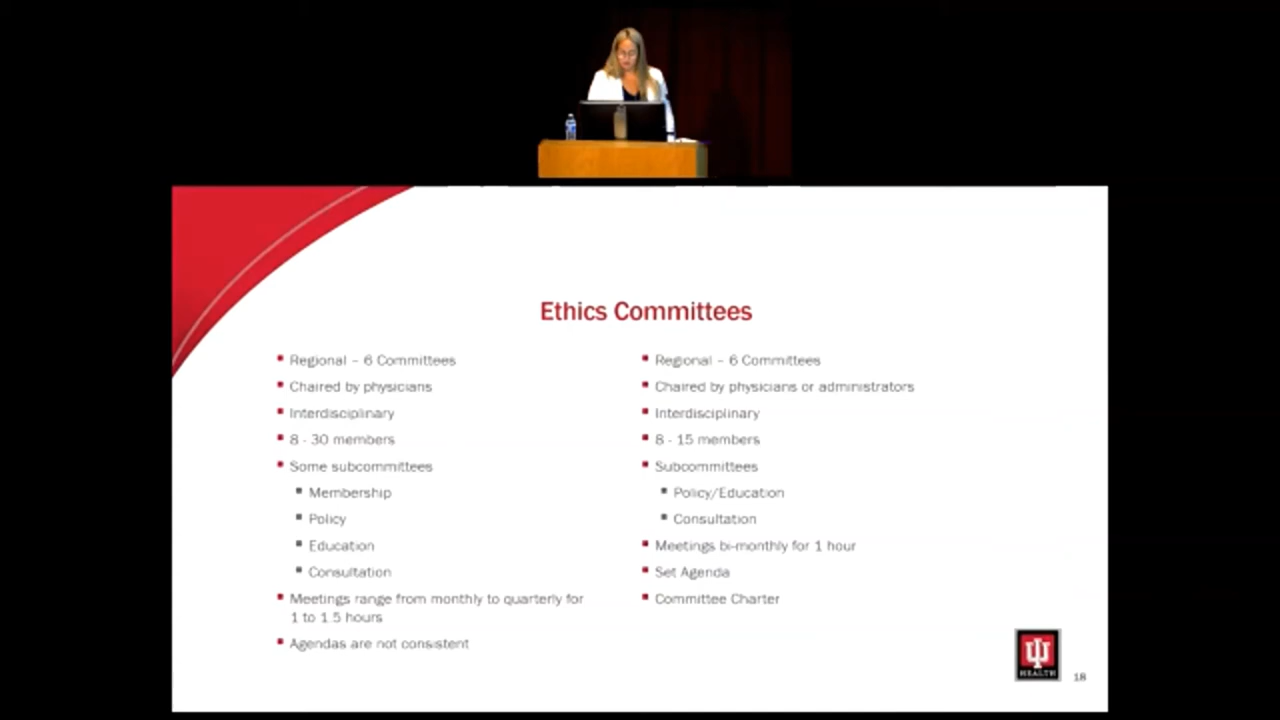 Ethics Committees
Regional – 6 Committees
Chaired by physicians
Interdisciplinary
8 - 30 members
Some subcommittees
Membership
Policy
Education
Consultation
Meetings range from monthly to quarterly for
1 to 1.5 hours
Agendas are not consistent
Regional – 6 Committees
Chaired by physicians or administrators
Interdisciplinary
8 - 15 members
Subcommittees
Policy/Education
Consultation
Meetings bi-monthly for 1 hour
Set Agenda
Committee Charter
HEALTH
18